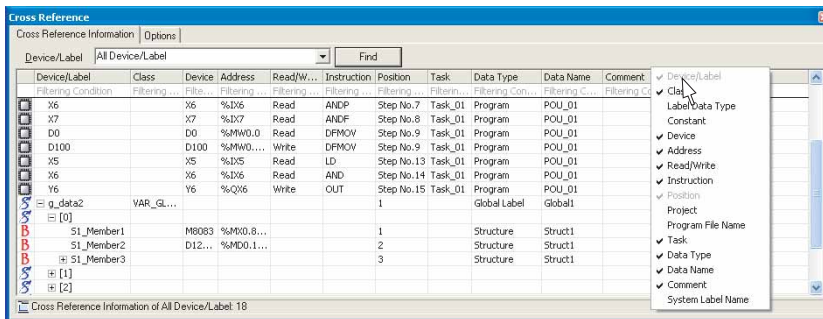 Cross Reference
Cross Reference Information Options
Device/Label All Device/Label Find
Device/Label Class Device Address Read/W... Instruction Position Task Data Type Data Name Comment
Filtering Condition Filtering ... Filte... Filtering ... Filtering ... Filtering ... Filtering ... Filterin... Filtering Con... Filtering C... Filtering Co
X6 X6 %IX6 Read ANDP Step No.7 Task_01 Program POU_01
X7 X7 %IX7 Read ANDF Step No.8 Task_01 Program POU_01
D0 D0 %MW0.0 Read DFMOV Step No.9 Task_01 Program POU_01
D100 D100 %MW0.... Write DFMOV Step No.9 Task_01 Program POU_01
X5 X5 %IX5 Read LD Step No.13 Task_01 Program POU_01
X6 X6 %IX6 Read AND Step No.14 Task_01 Program POU_01
Y6 Y6 %QX6 Write OUT Step No.15 Task_01 Program POU_01
S g_data2 VAR_GL... 1 Global Label Global1
S [0]
B S1_Member1 M8083 %MX0.8... 1 Structure Struct1
B S1_Member2 D12... %MD0.1... 2 Structure Struct1
B S1_Member3 3 Structure Struct1
S [1]
S [2]
Device/Label
Class
Label Data Type
Constant
Device
Address
Read/Write
Instruction
Position
Project
Program File Name
Task
Data Type
Data Name
Comment
System Label Name
Cross Reference Information of All Device/Label: 18